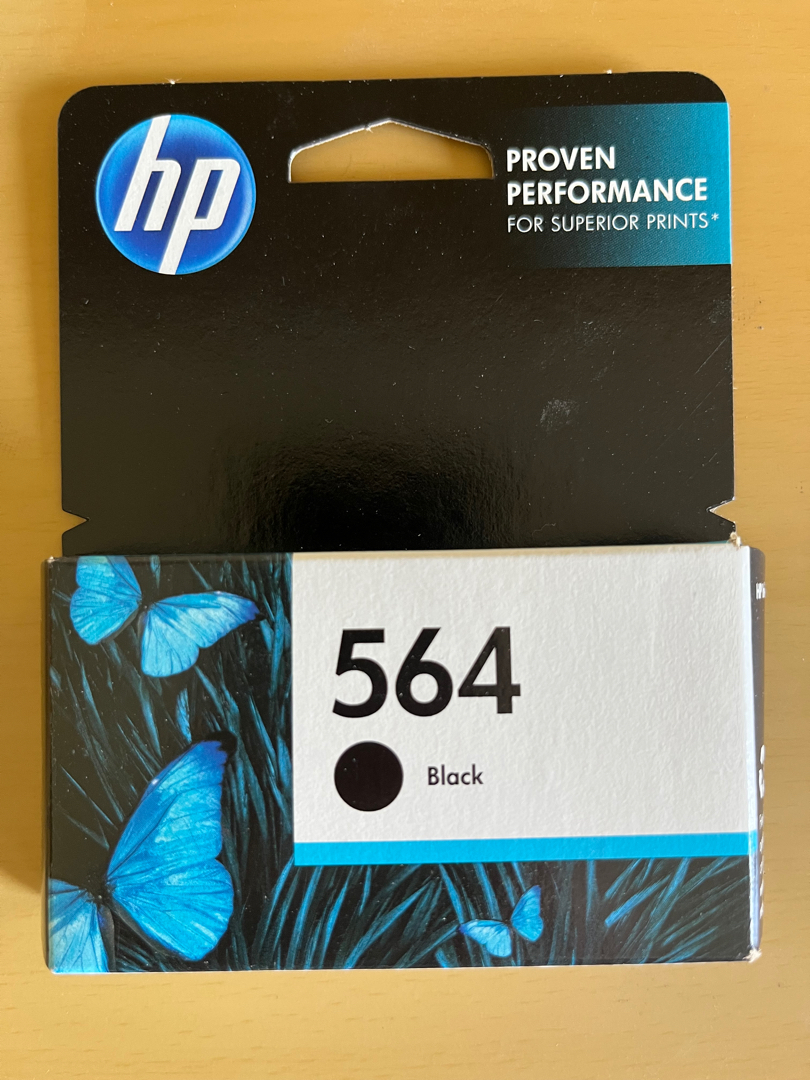 hp
PROVEN
PERFORMANCE
FOR SUPERIOR PRINTS*
564
Black